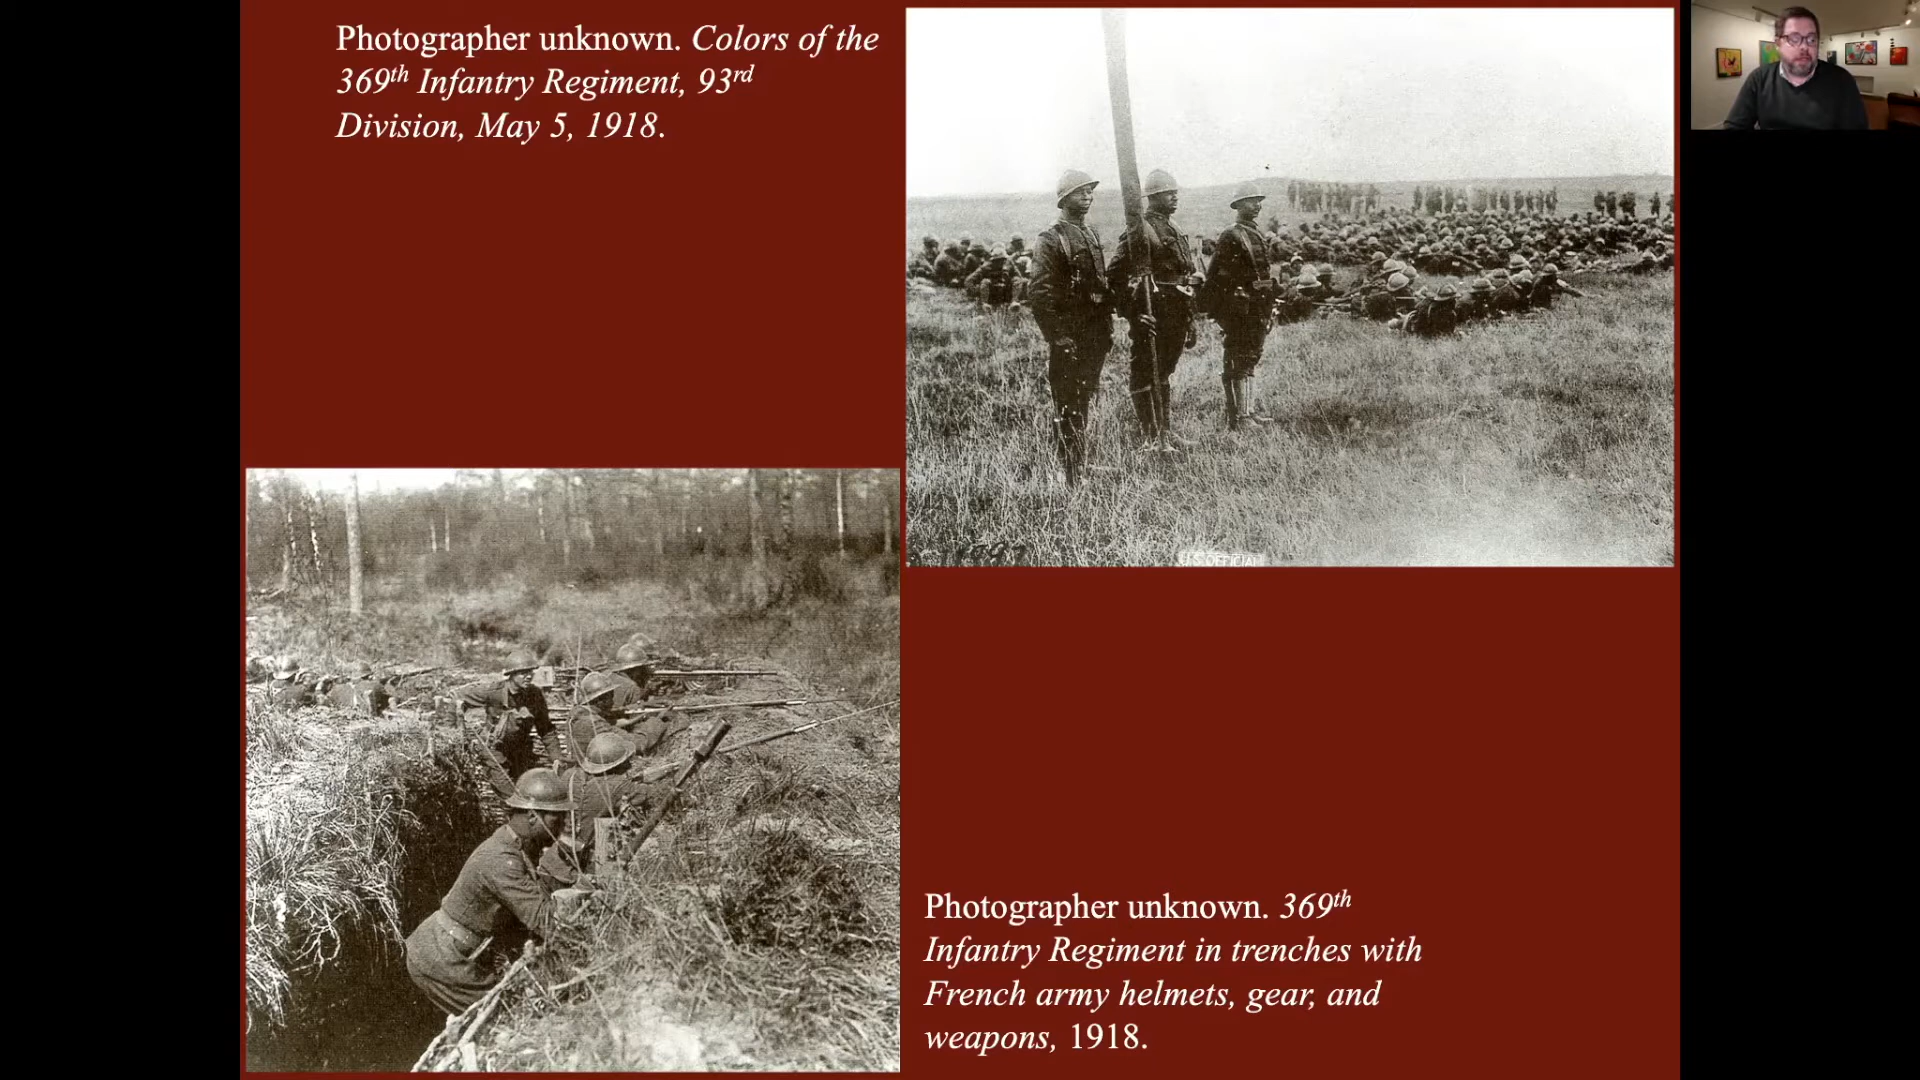 Photographer unknown. Colors of the
369th Infantry Regiment, 93rd
Division, May 5, 1918.
U.S. OFFICIAL
Photographer unknown. 369th
Infantry Regiment in trenches with
French army helmets, gear, and
weapons, 1918.